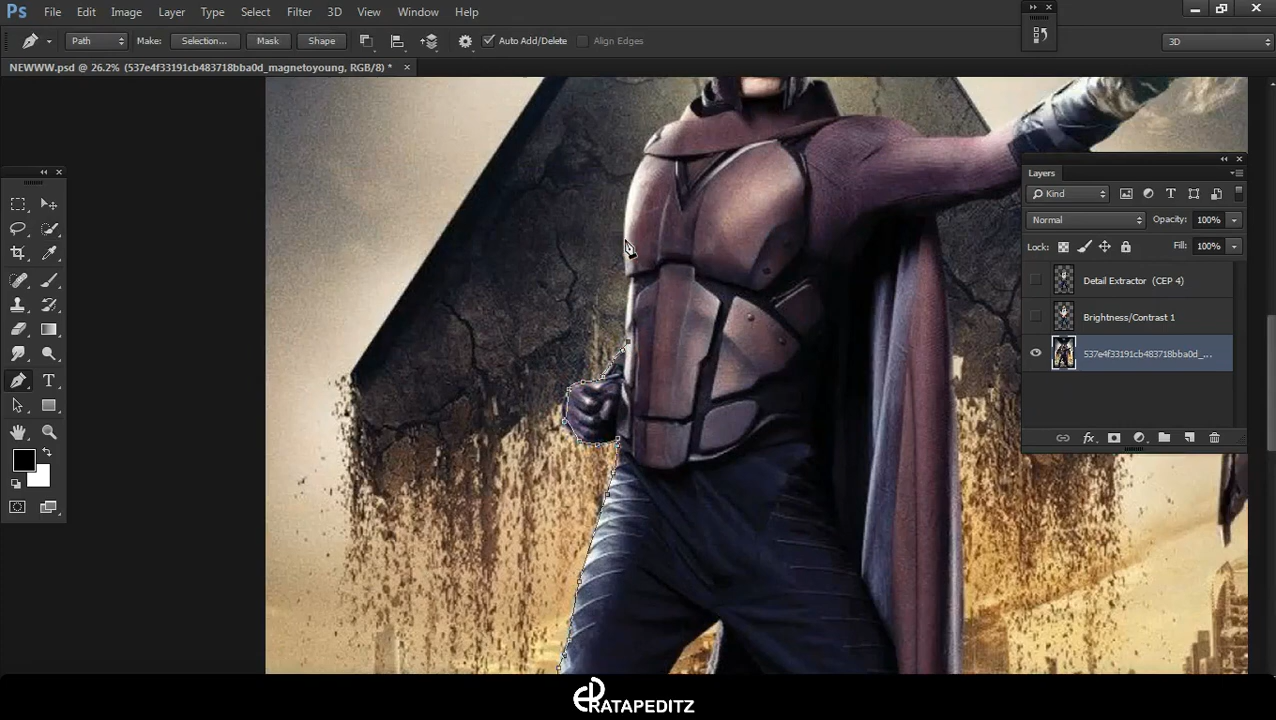 Ps File Edit Image Layer Type Select Filter 3D View Window Help
Path Make: Selection... Mask Shape Auto Add/Delete Align Edges 3D
NEWWW.psd @ 26.2% (537e4f33191cb483718bba0d_magnetoyoung, RGB/8) * ×
Layers
Kind
Normal Opacity: 100%
Lock: Fill: 100%
Detail Extractor (CEP 4)
Brightness/Contrast 1
537e4f33191cb483718bba0d_...
fx
RATAPEDITZ